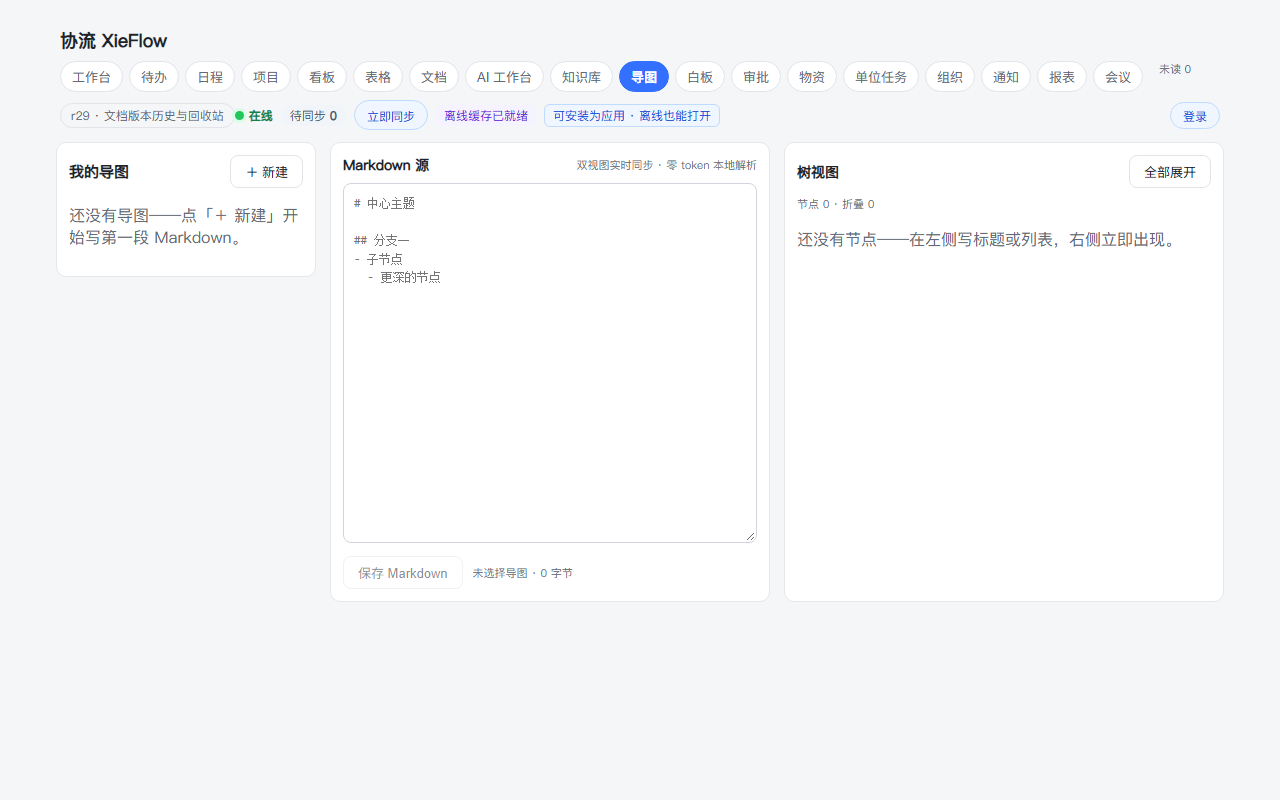 协流 XieFlow
工作台 待办 日程 项目 看板 表格 文档 AI 工作台 知识库 导图 白板 审批 物资 单位任务 组织 通知 报表 会议 未读 0
r29 · 文档版本历史与回收站 在线 待同步 0 立即同步 离线缓存已就绪 可安装为应用 · 离线也能打开 登录
我的导图 ＋ 新建
还没有导图——点「＋ 新建」开
始写第一段 Markdown。
Markdown 源 双视图实时同步 · 零 token 本地解析
# 中心主题
## 分支一
- 子节点
- 更深的节点
保存 Markdown 未选择导图 · 0 字节
树视图 全部展开
节点 0 · 折叠 0
还没有节点——在左侧写标题或列表，右侧立即出现。